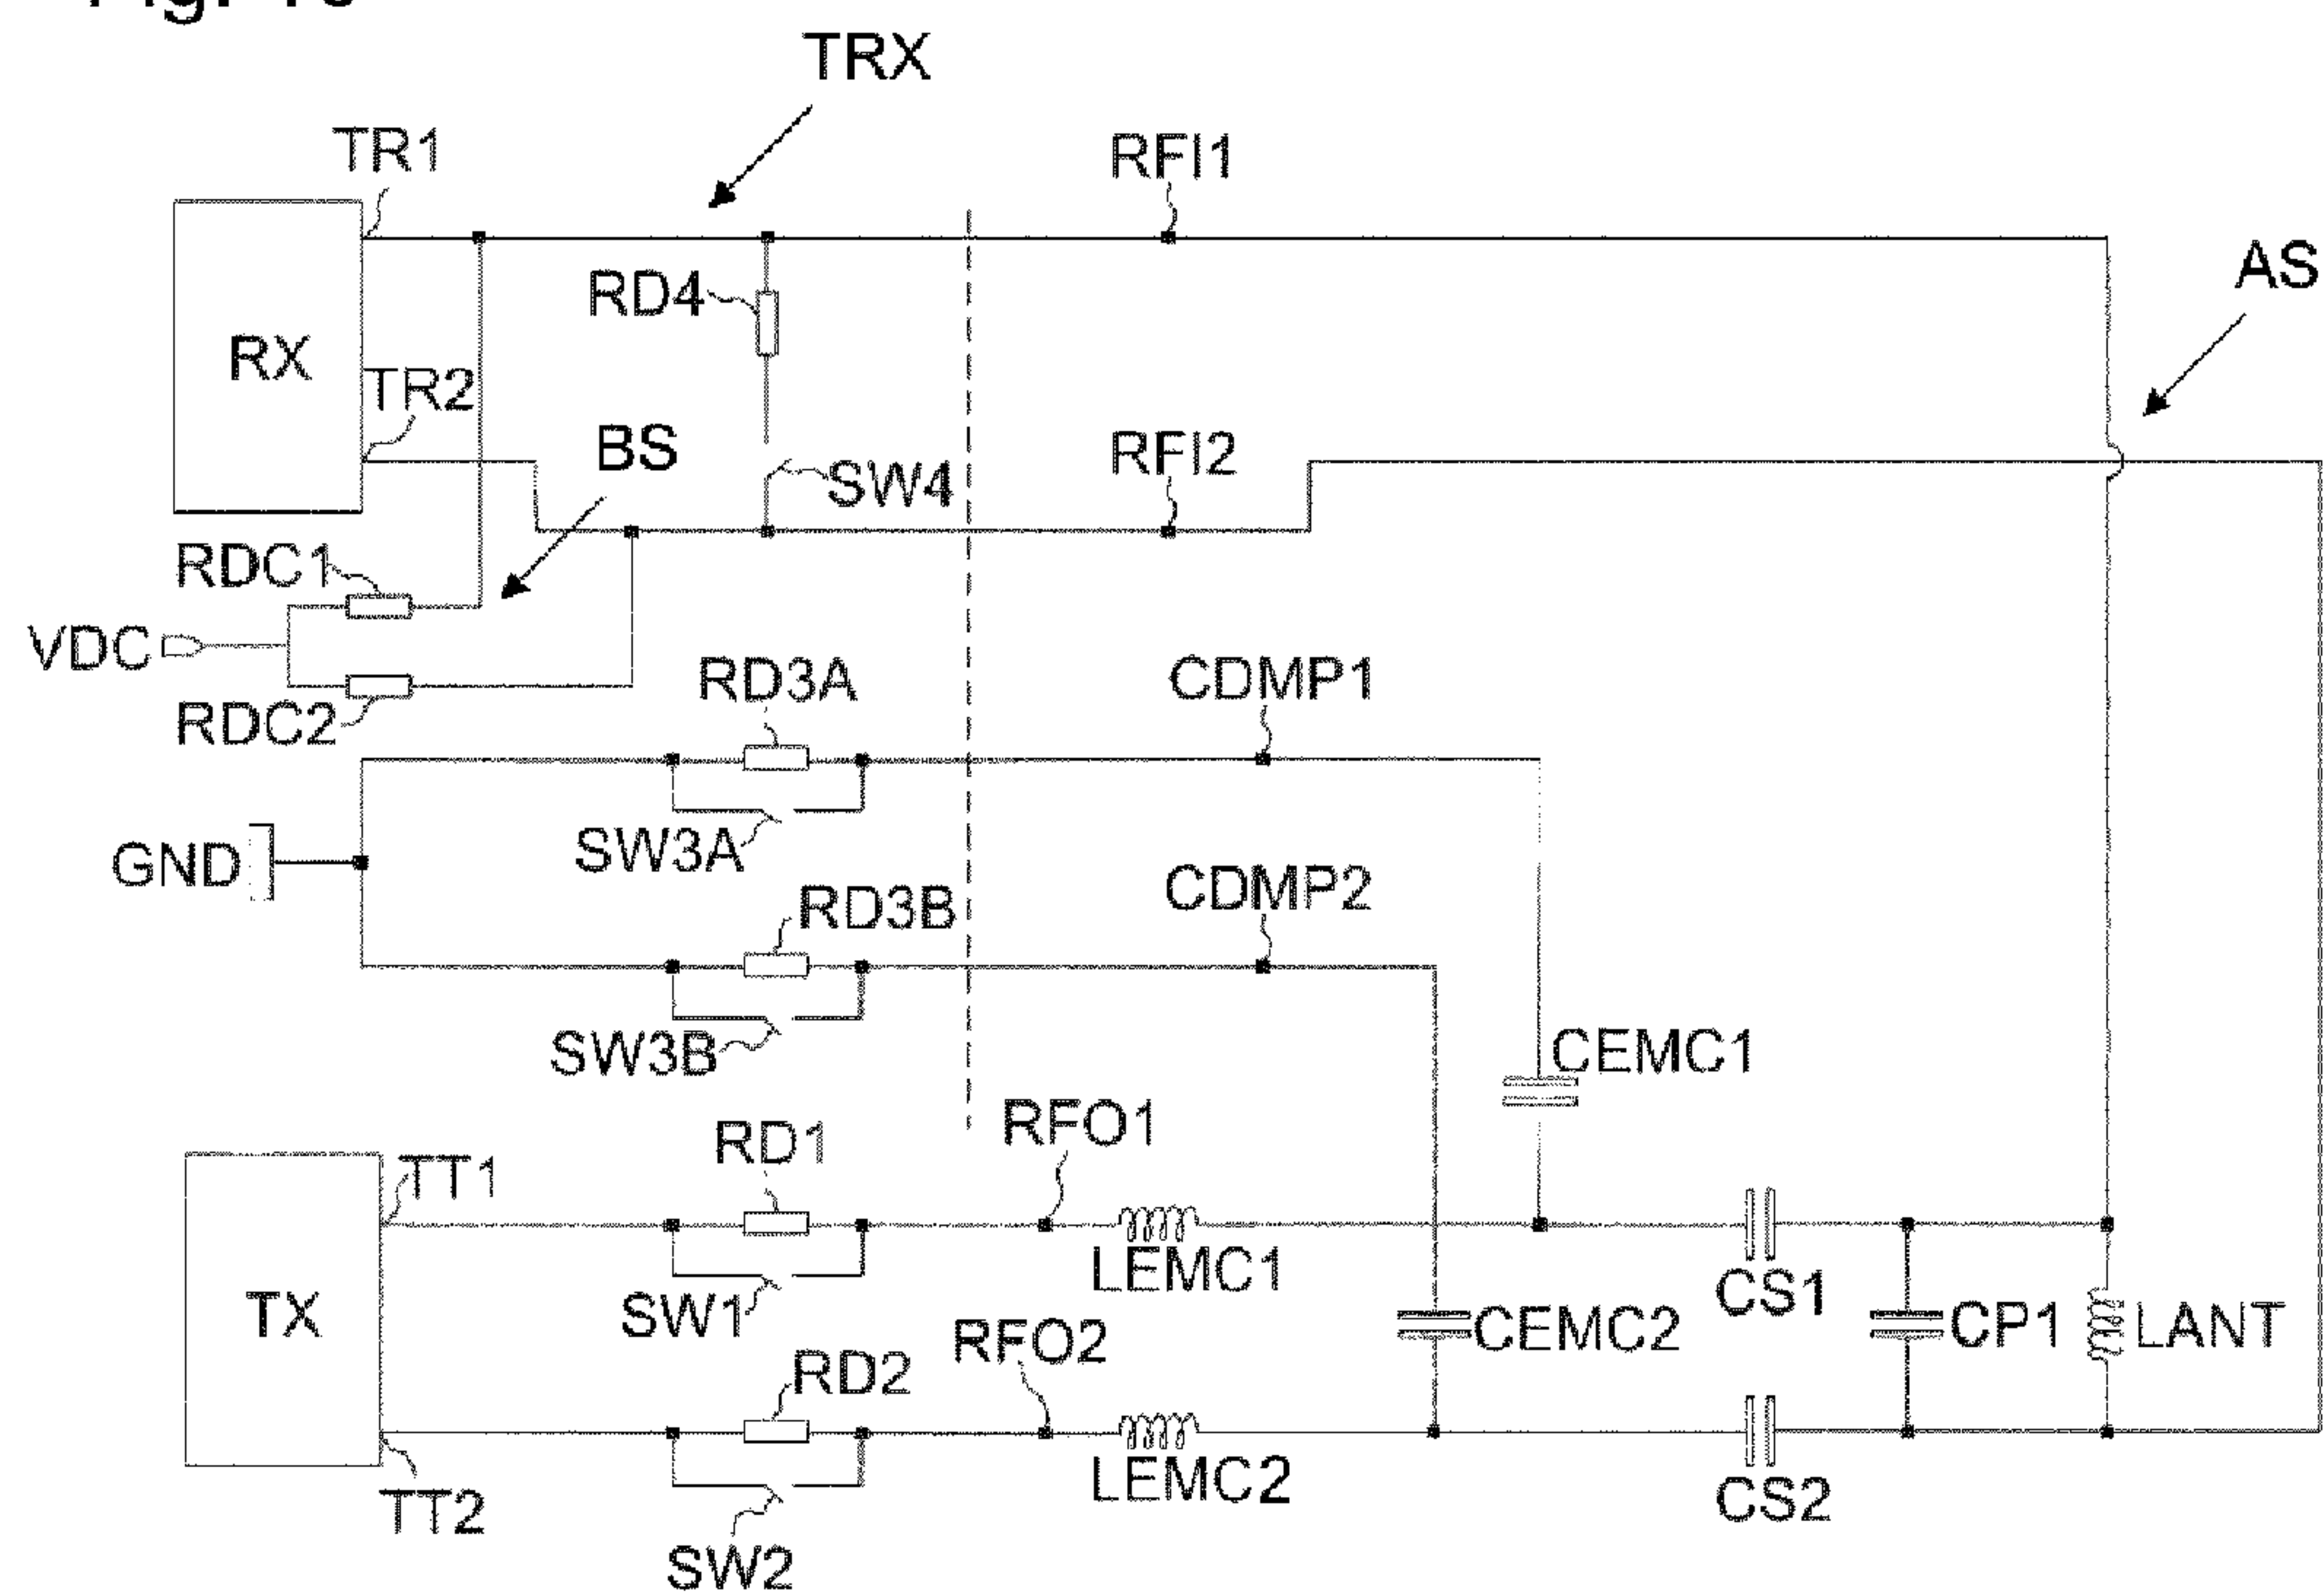 TRX
TR1
RFI1
AS
RD4
RX
TR2
BS
RFI2
SW4
RDC1
VDC
RD3A
CDMP1
RDC2
SW3A
GND
CDMP2
RD3B
SW3B
CEMC1
RFO1
RD1
TT1
LEMC1
CS1
TX
SW1
CEMC2
CP1
LANT
RFO2
RD2
LEMC2
CS2
TT2
SW2